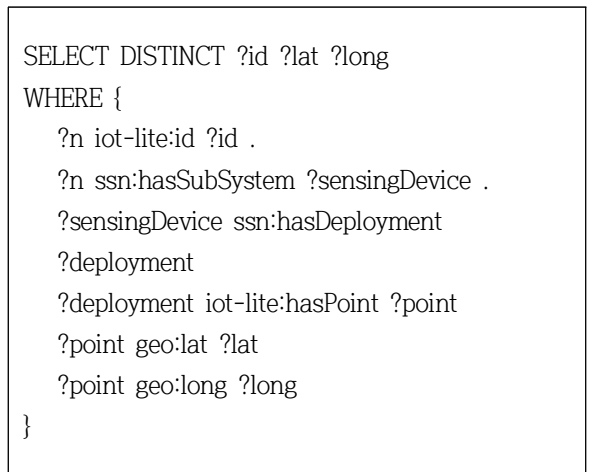 SELECT DISTINCT ?id ?lat ?long
WHERE {
?n iot-lite:id ?id .
?n ssn:hasSubSystem ?sensingDevice .
?sensingDevice ssn:hasDeployment
?deployment
?deployment iot-lite:hasPoint ?point
?point geo:lat ?lat
?point geo:long ?long
}